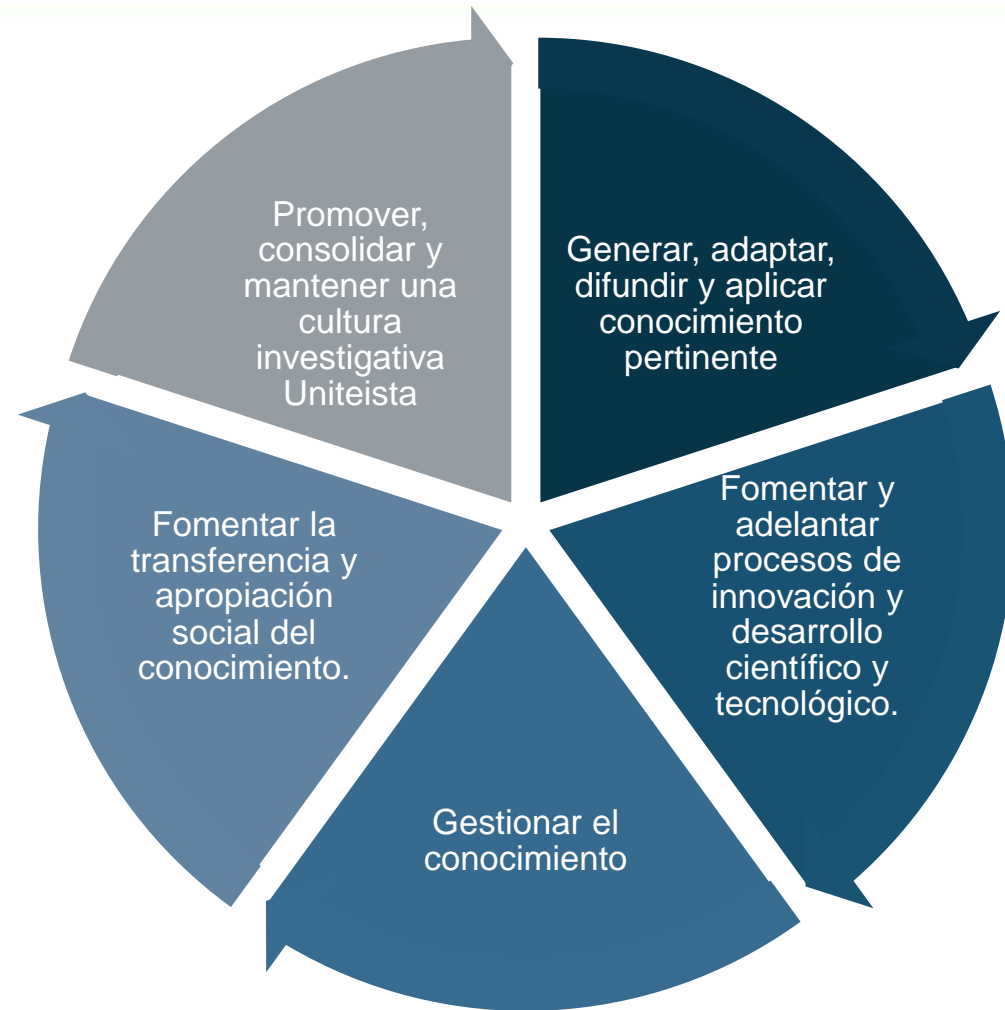 Promover,
consolidar y
mantener una
cultura
investigativa
Uniteista
Generar, adaptar,
difundir y aplicar
conocimiento
pertinente
Fomentar y
adelantar
procesos de
innovación y
desarrollo
científico y
tecnológico.
Gestionar el
conocimiento
Fomentar la
transferencia y
apropiación
social del
conocimiento.